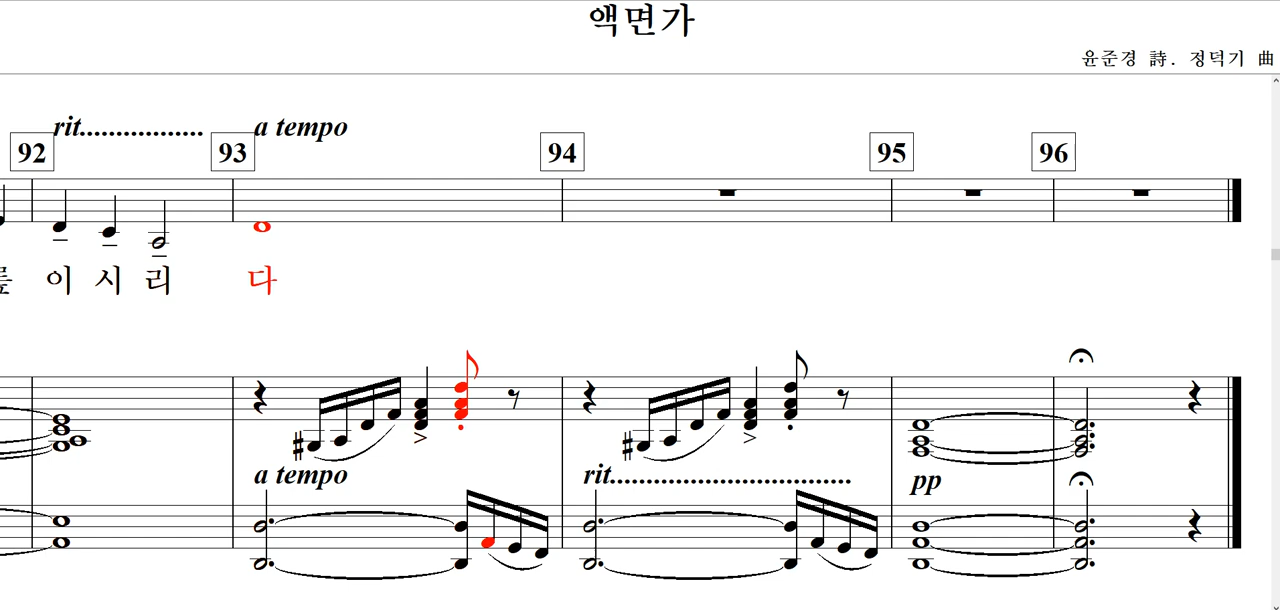 액면가
윤준경 詩. 정덕기 曲
rit................. a tempo
92 93 94 95 96
이 시 리 다
a tempo rit.............................. pp